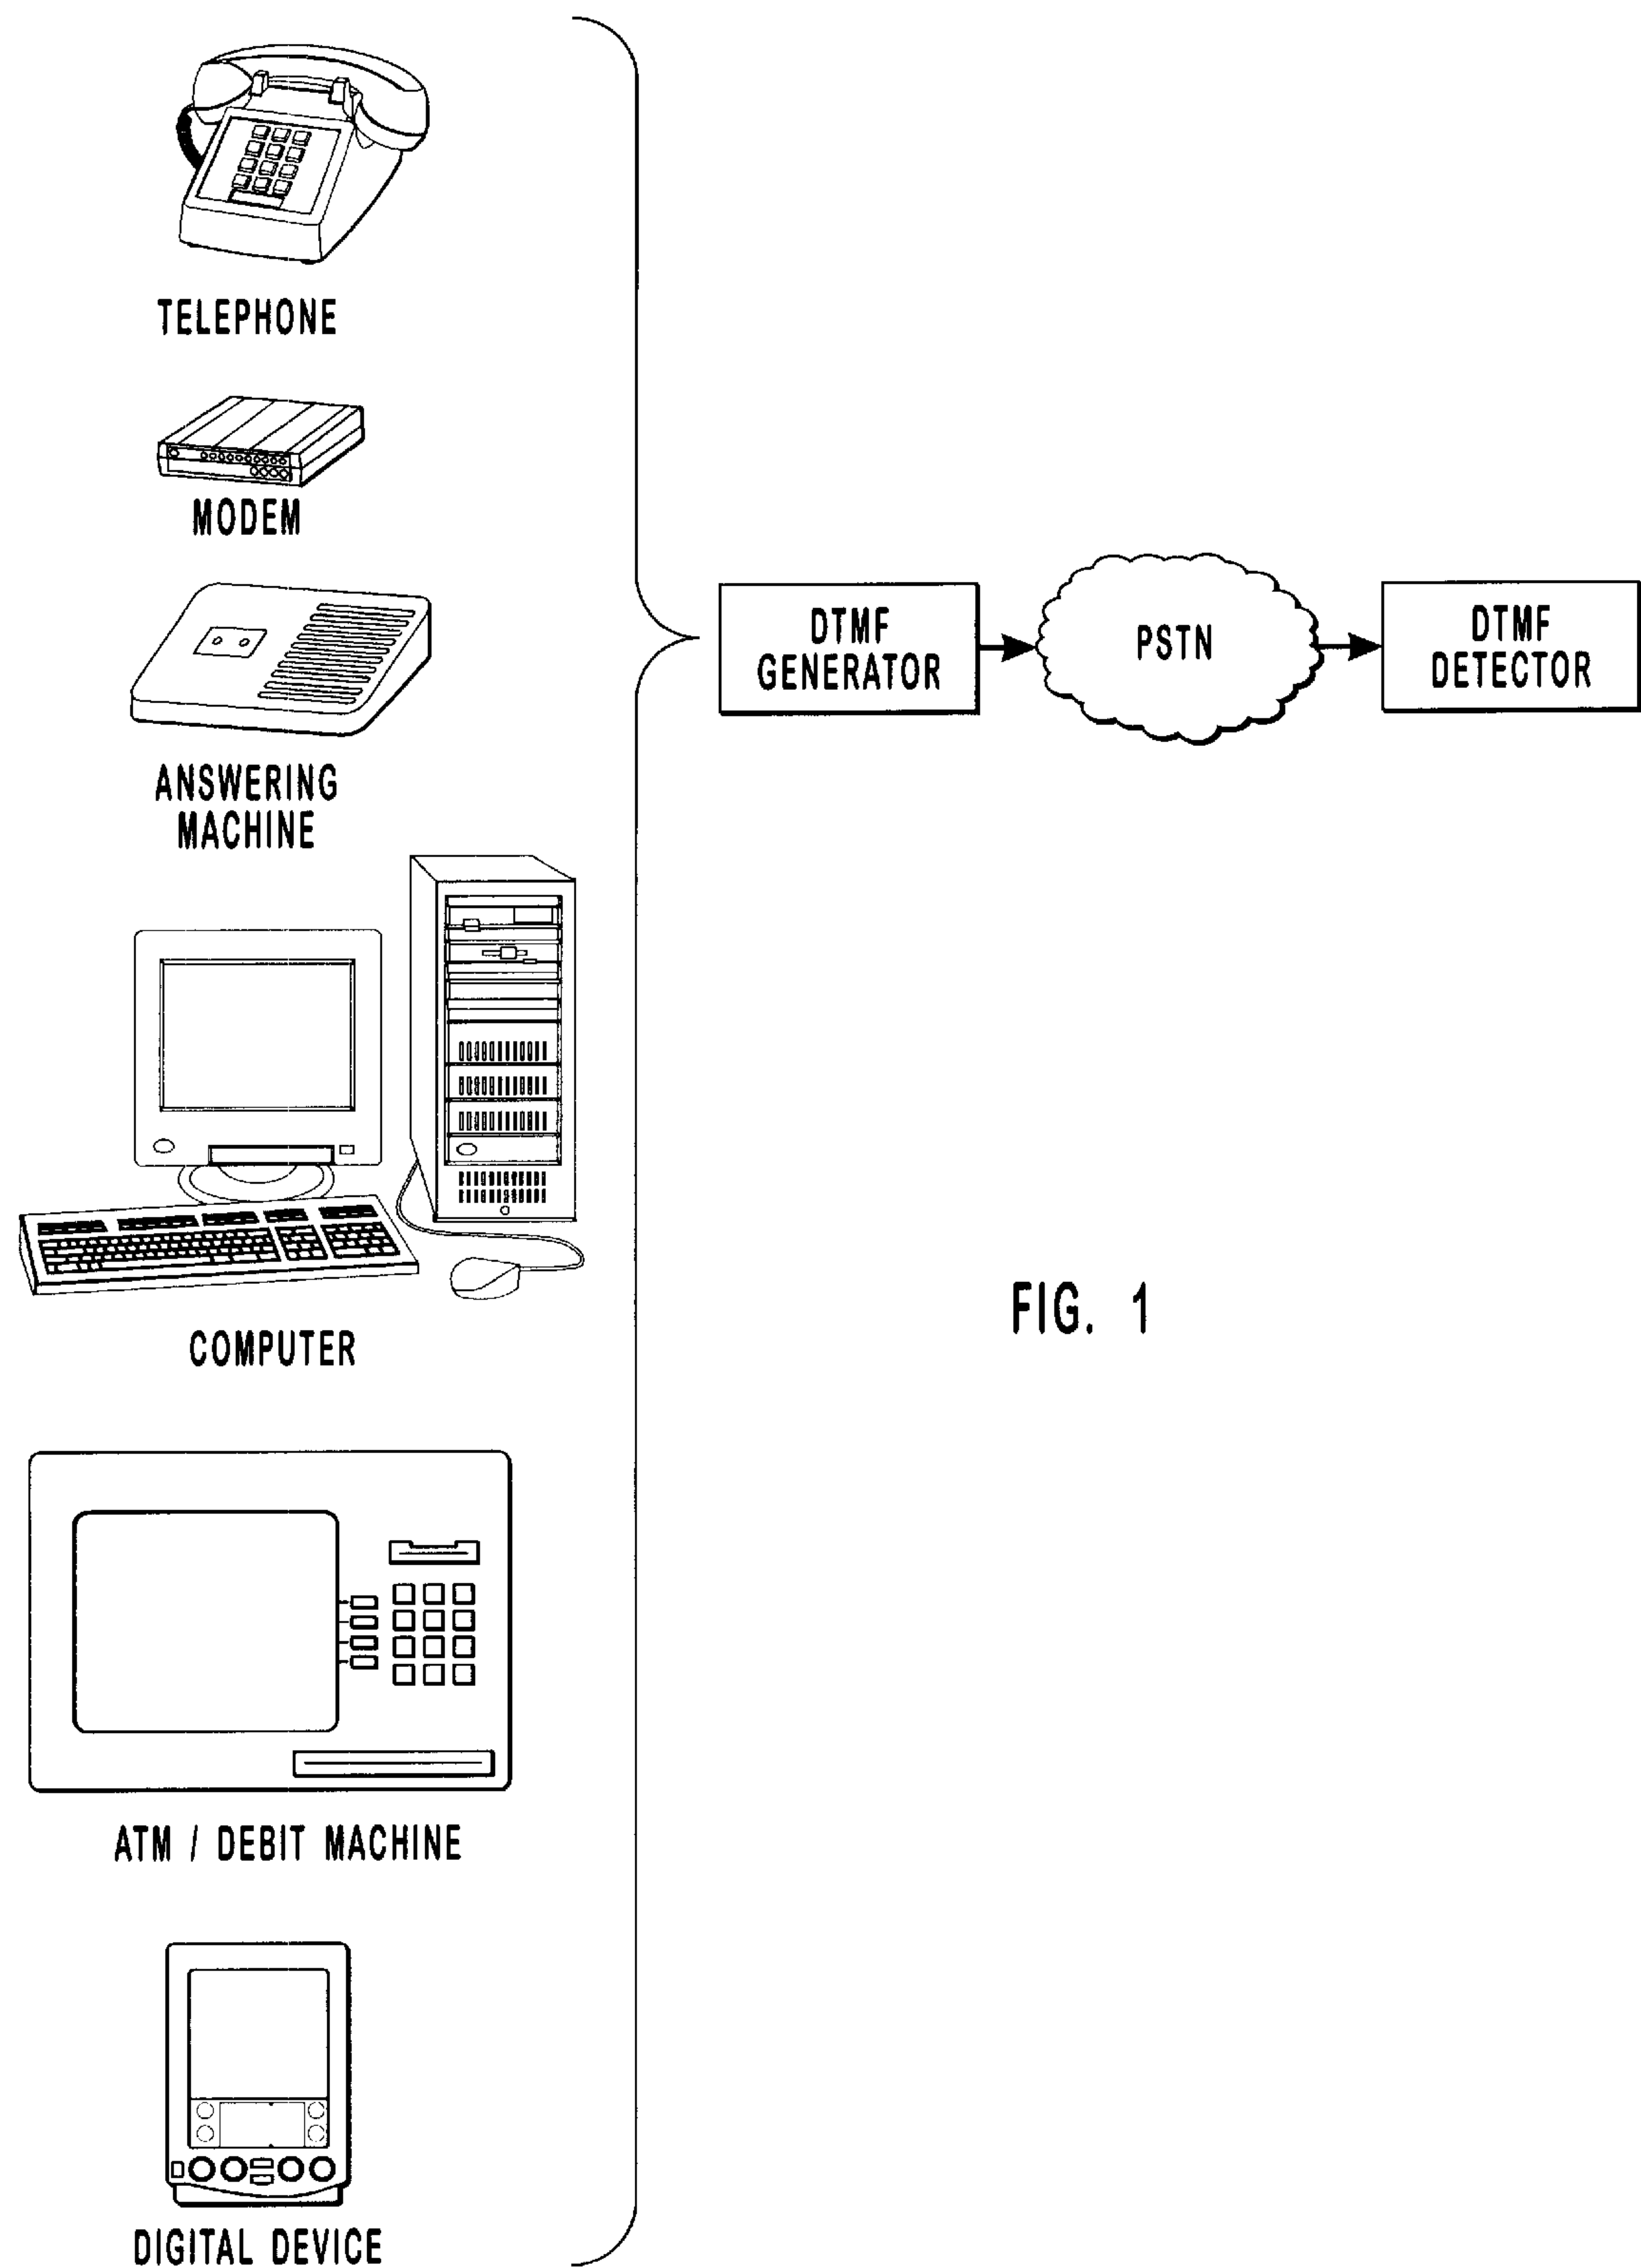 TELEPHONE
MODEM
ANSWERING
MACHINE
COMPUTER
ATM / DEBIT MACHINE
DIGITAL DEVICE
DTMF
GENERATOR
PSTN
DTMF
DETECTOR
FIG. 1